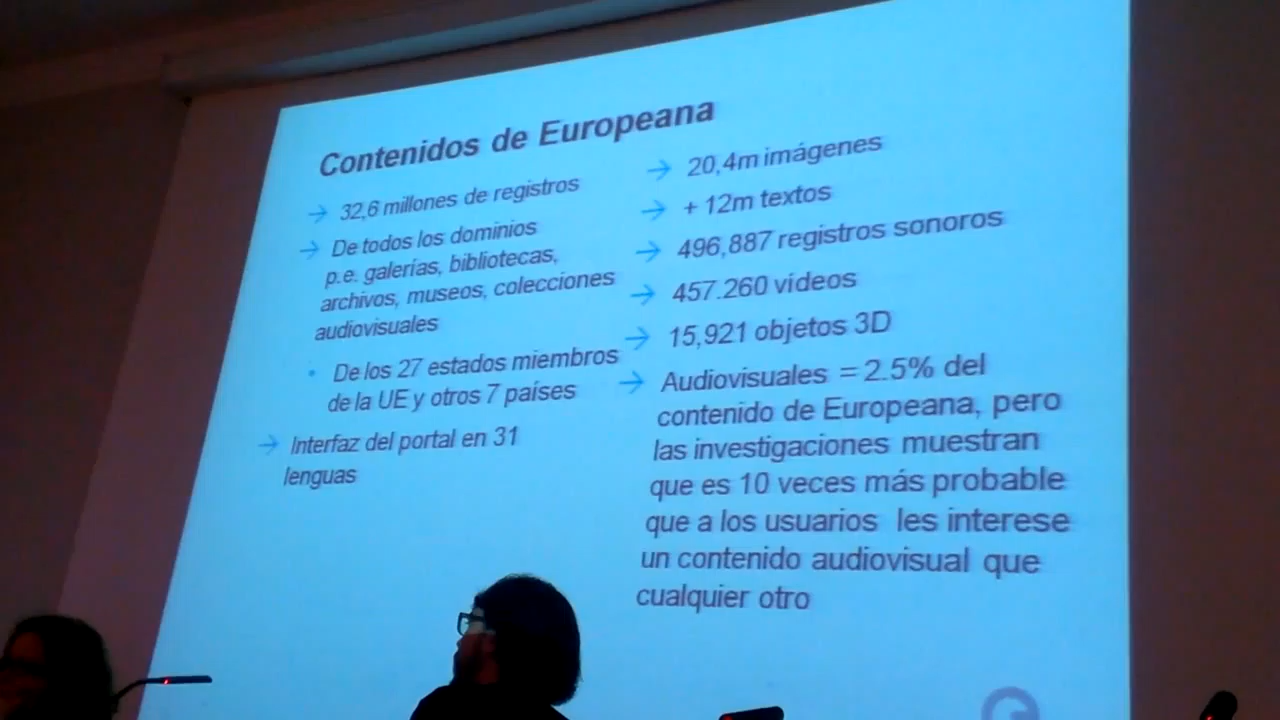 Contenidos de Europeana
→ 32,6 millones de registros
→ De todos los dominios
p.e. galerías, bibliotecas,
archivos, museos, colecciones
audiovisuales
• De los 27 estados miembros
de la UE y otros 7 países
→ Interfaz del portal en 31
lenguas
→ 20,4m imágenes
→ + 12m textos
→ 496,887 registros sonoros
→ 457.260 vídeos
→ 15,921 objetos 3D
→ Audiovisuales = 2.5% del
contenido de Europeana, pero
las investigaciones muestran
que es 10 veces más probable
que a los usuarios les interese
un contenido audiovisual que
cualquier otro